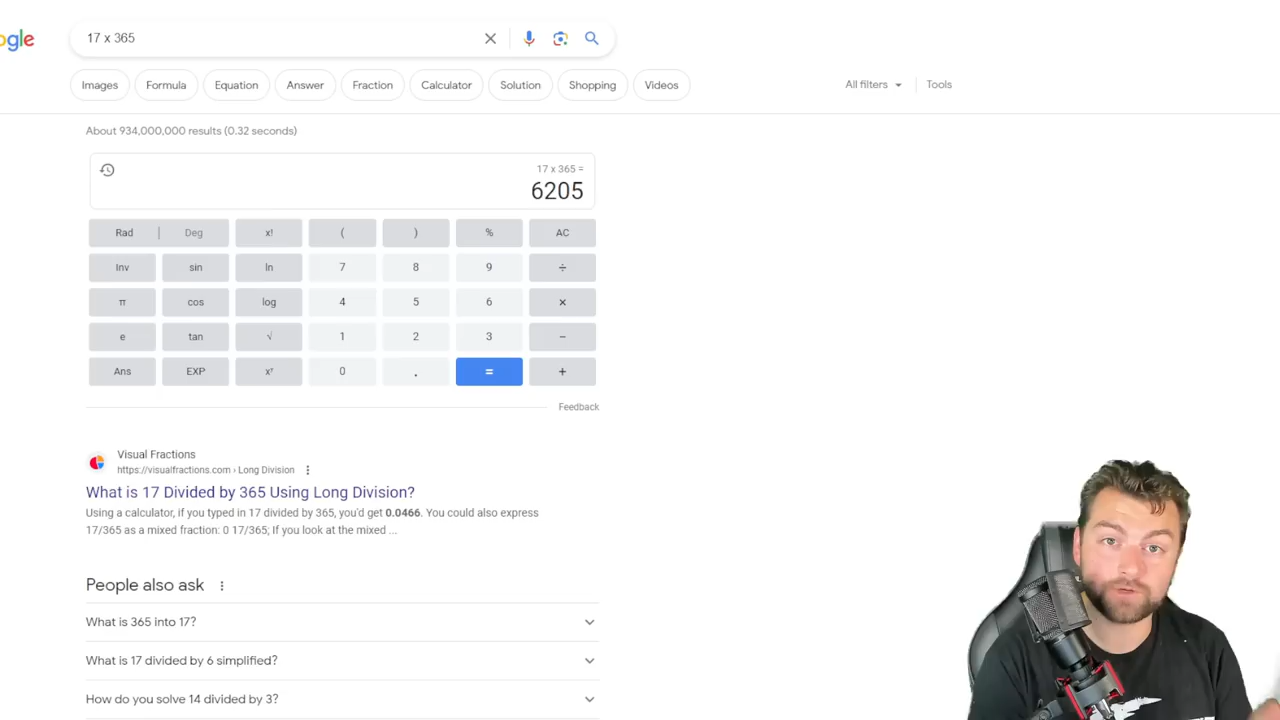 ogle
17 x 365
Images Formula Equation Answer Fraction Calculator Solution Shopping Videos All filters Tools
About 934,000,000 results (0.32 seconds)
17 x 365 =
6205
Rad | Deg x! ( ) % AC
Inv sin ln 7 8 9 ÷
π cos log 4 5 6 ×
e tan √ 1 2 3 −
Ans EXP xʸ 0 . = +
Feedback
Visual Fractions
https://visualfractions.com › Long Division
What is 17 Divided by 365 Using Long Division?
Using a calculator, if you typed in 17 divided by 365, you'd get 0.0466. You could also express
17/365 as a mixed fraction: 0 17/365; If you look at the mixed ...
People also ask
What is 365 into 17?
What is 17 divided by 6 simplified?
How do you solve 14 divided by 3?